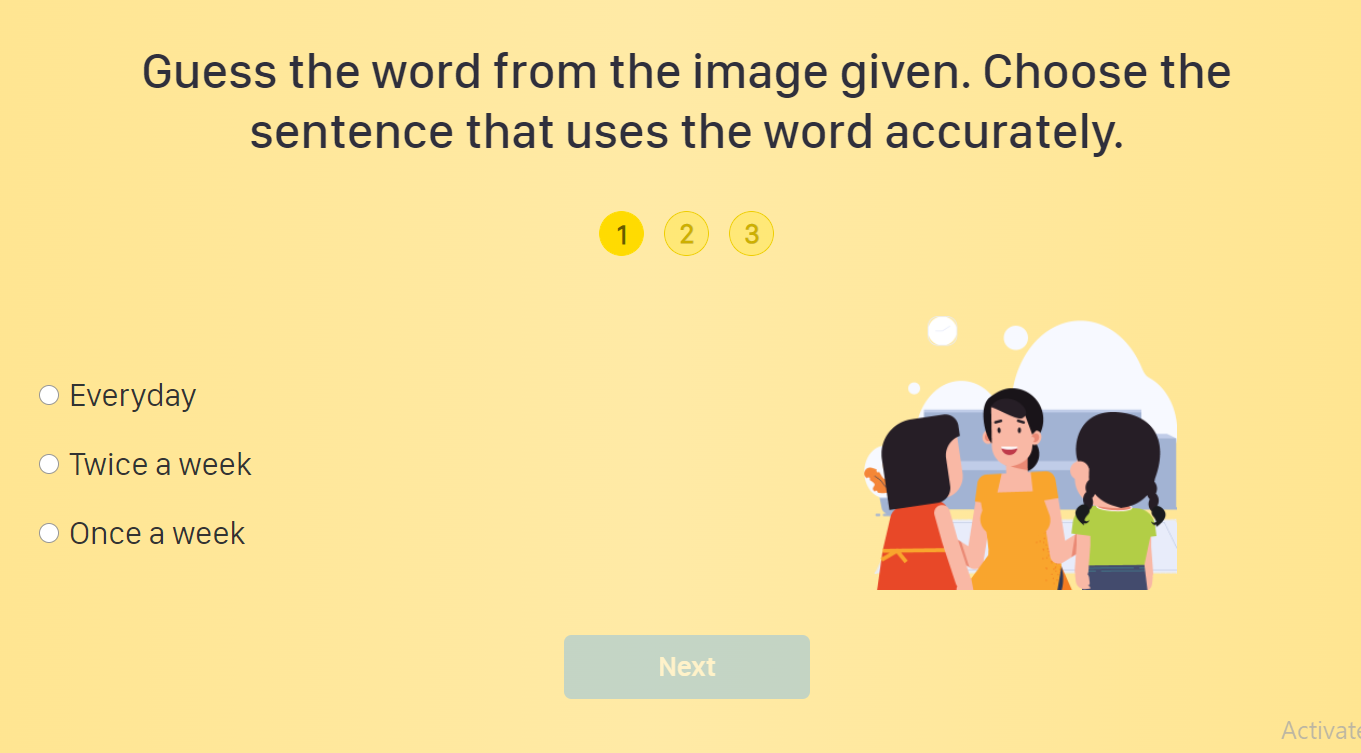 Guess the word from the image given. Choose the
sentence that uses the word accurately.
1 2 3
Everyday
Twice a week
Once a week
Next